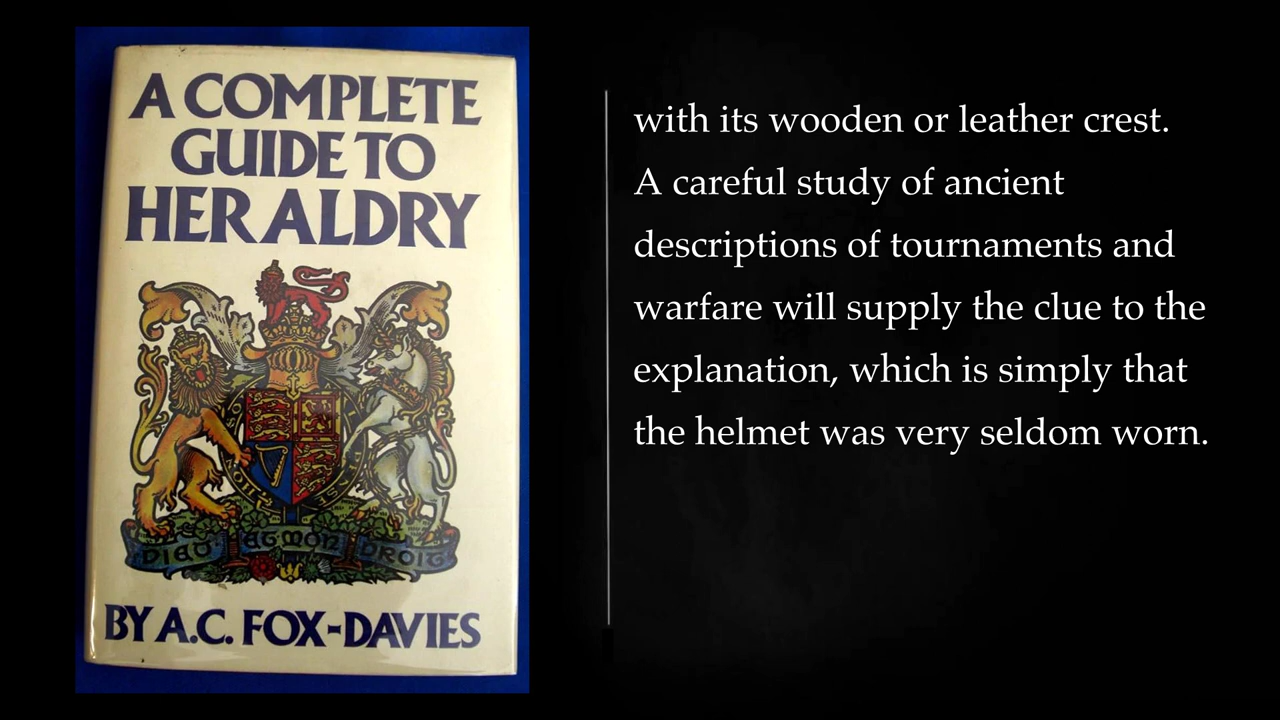 A COMPLETE
GUIDE TO
HERALDRY
DIEU ET MON DROIT
BY A.C. FOX-DAVIES
with its wooden or leather crest.
A careful study of ancient
descriptions of tournaments and
warfare will supply the clue to the
explanation, which is simply that
the helmet was very seldom worn.